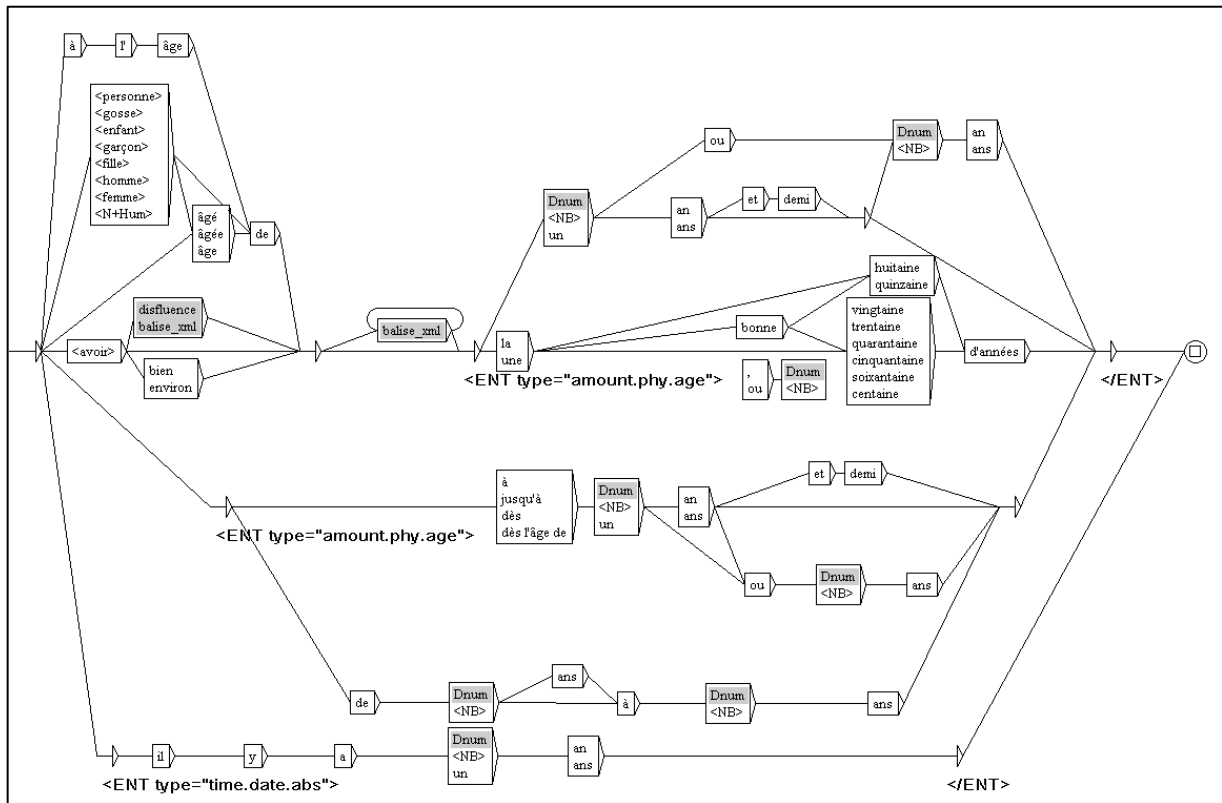 à l' âge
<personne>
<gosse>
<enfant>
<garçon>
<fille>
<homme>
<femme>
<N+Hum>
âgé
âgée
âge
de
<avoir>
disfluence
balise_xml
bien
environ
balise_xml
Dnum
<NB>
un
ou
Dnum
<NB>
an
ans
an
ans
et demi
la
une
bonne
huitaine
quinzaine
vingtaine
trentaine
quarantaine
cinquantaine
soixantaine
centaine
d'années
,
ou
Dnum
<NB>
<ENT type="amount.phy.age">
</ENT>
<ENT type="amount.phy.age">
à
jusqu'à
dès
dès l'âge de
Dnum
<NB>
un
an
ans
et demi
ou
Dnum
<NB>
ans
de
Dnum
<NB>
ans
à
Dnum
<NB>
ans
il y a
Dnum
<NB>
un
an
ans
<ENT type="time.date.abs">
</ENT>